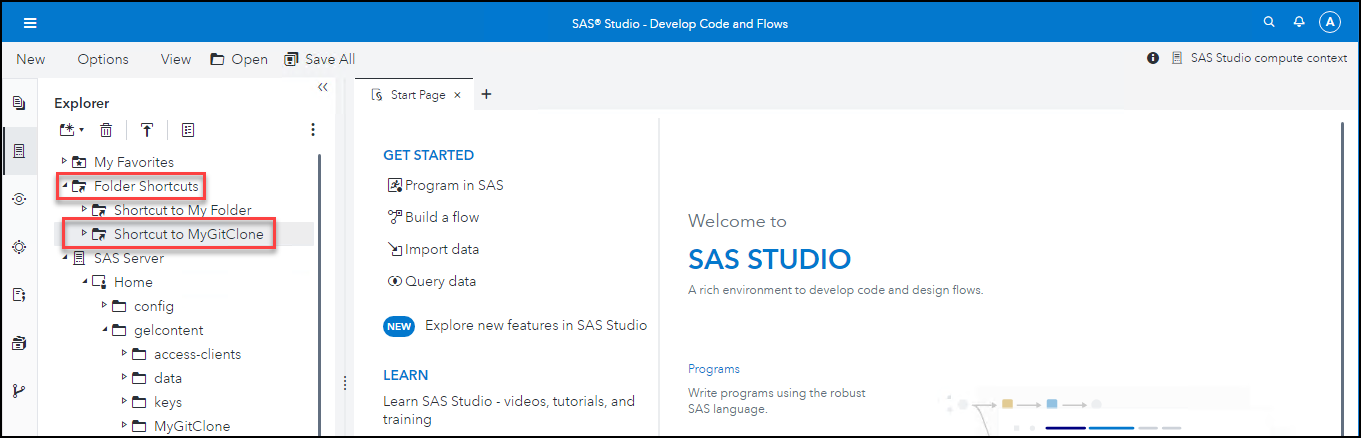 SAS® Studio - Develop Code and Flows
A
New Options View Open Save All
SAS Studio compute context
Explorer
My Favorites
Folder Shortcuts
Shortcut to My Folder
Shortcut to MyGitClone
SAS Server
Home
config
gelcontent
access-clients
data
keys
MyGitClone
Start Page
GET STARTED
Program in SAS
Build a flow
Import data
Query data
NEW Explore new features in SAS Studio
LEARN
Learn SAS Studio - videos, tutorials, and
training
Welcome to
SAS STUDIO
A rich environment to develop code and design flows.
Programs
Write programs using the robust
SAS language.